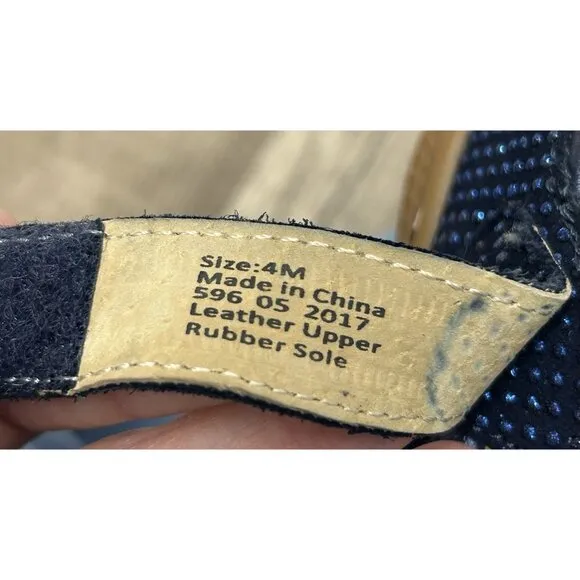 Size:4M
Made in China
596 05 2017
Leather Upper
Rubber Sole